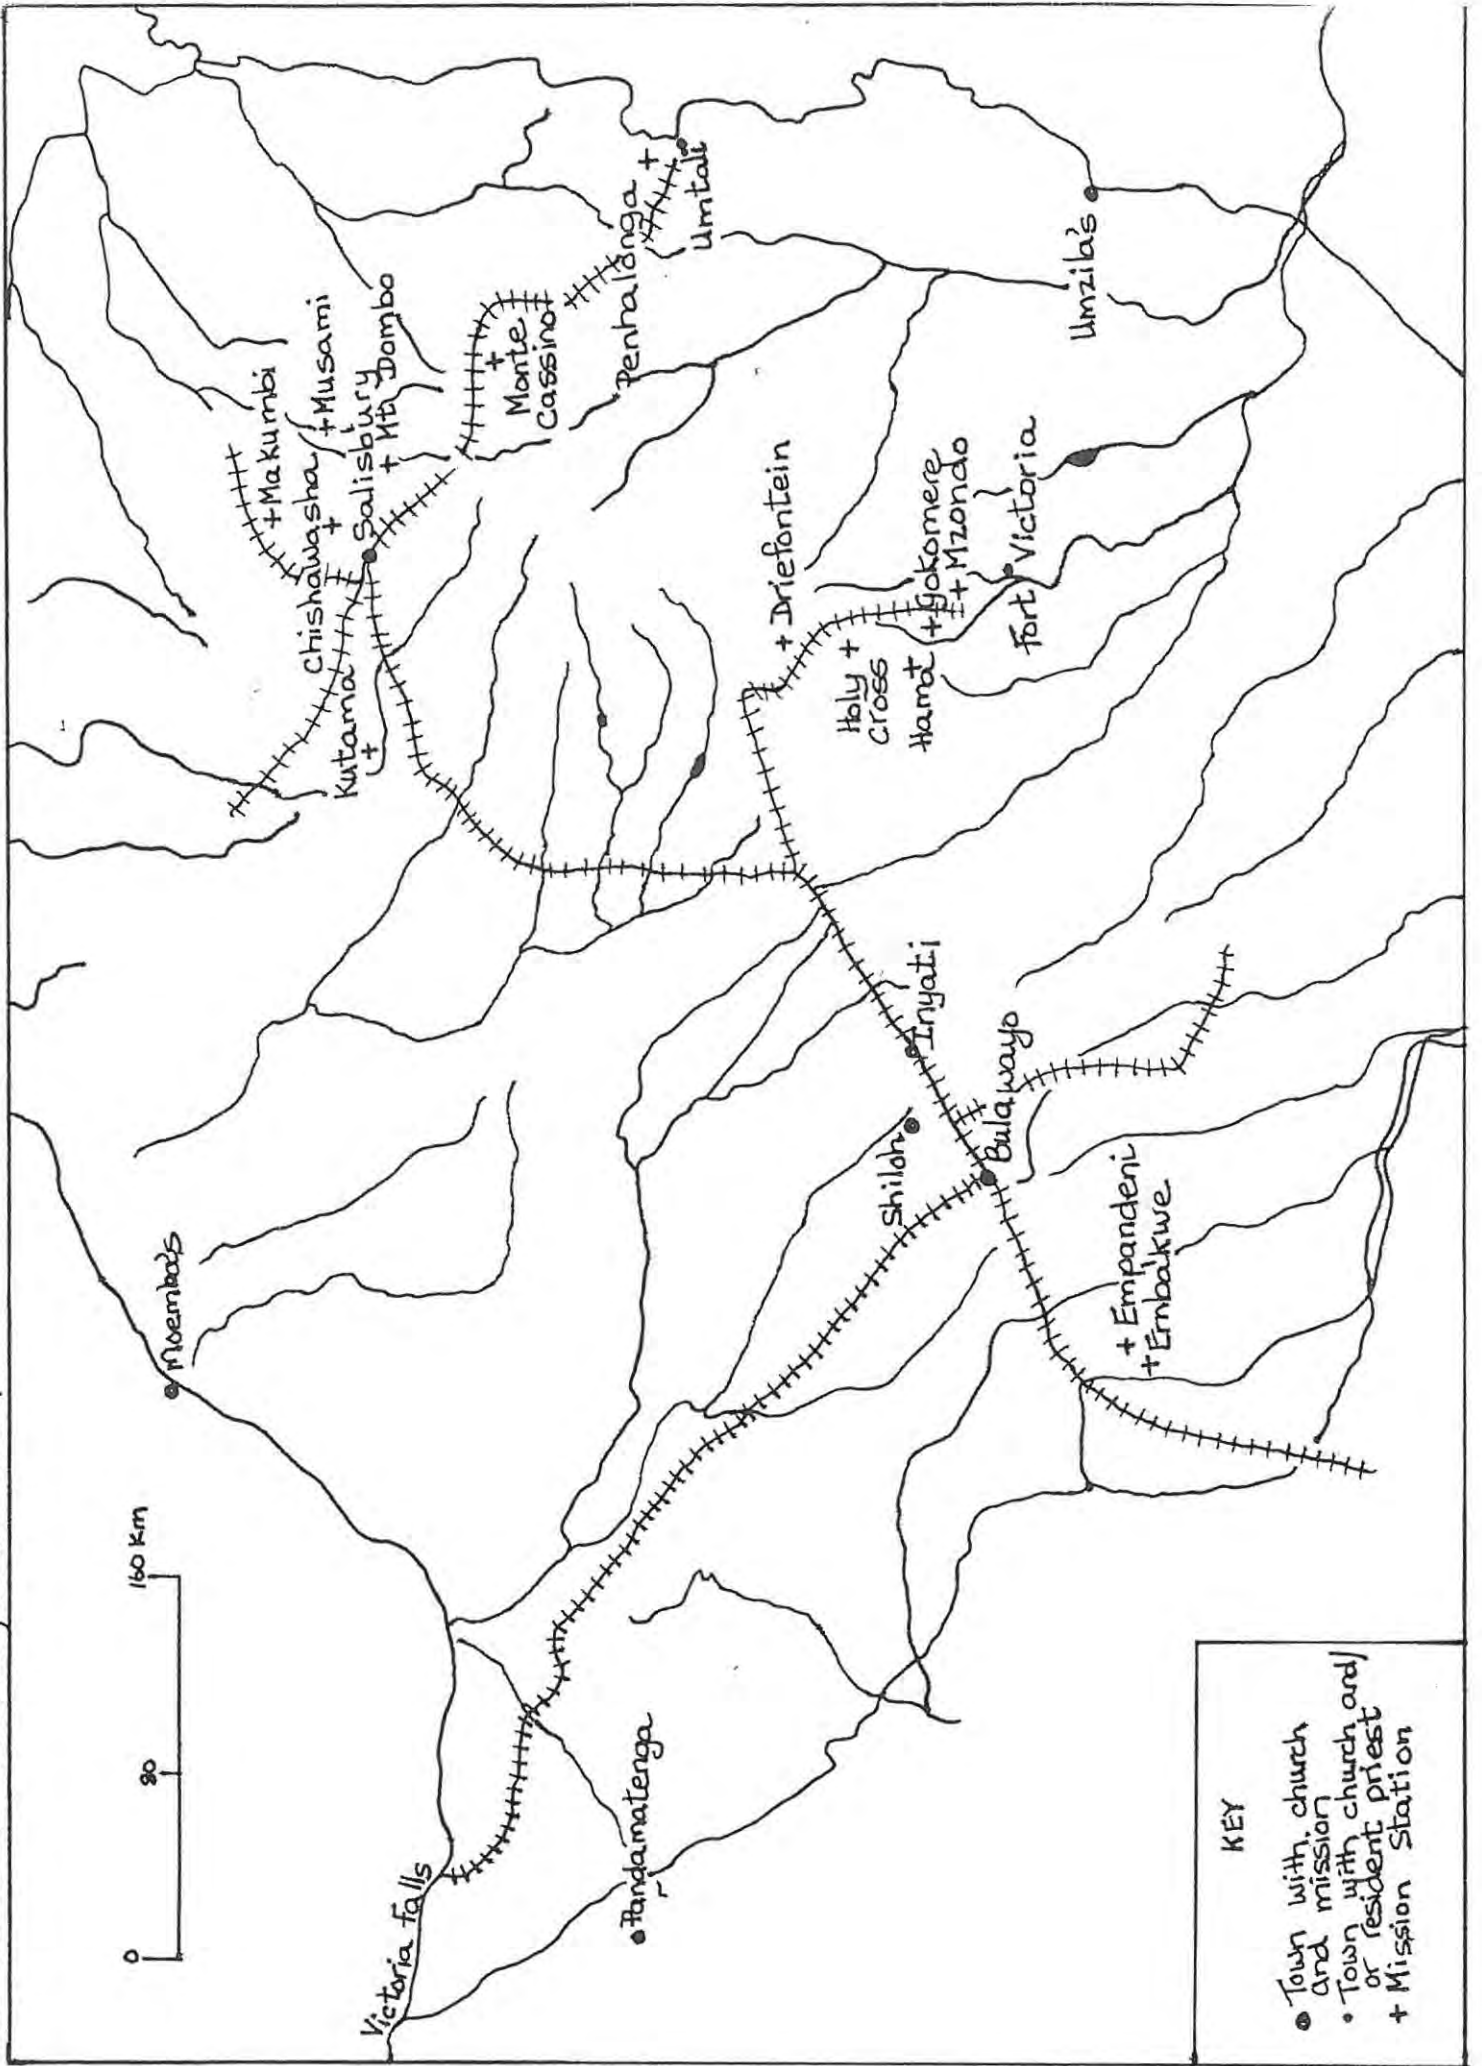 0
80
160 Km
Victoria Falls
Pandamatenga
Moemba's
Shiloh
Bulawayo
Inyati
+ Empandeni
+ Embakwe
Kutama
+
Chishawasha
+
+ Makumbi
+ Musami
Salisbury
+ Mt Dombo
+
Monte
Cassino
Penhalonga +
Umtali
+ Driefontein
Holy +
Cross
Hama +
+ Gokomere
+ Mzondo
Fort Victoria
Umzila's
KEY
Town with church
and mission
Town with church and/
or resident priest
+ Mission Station